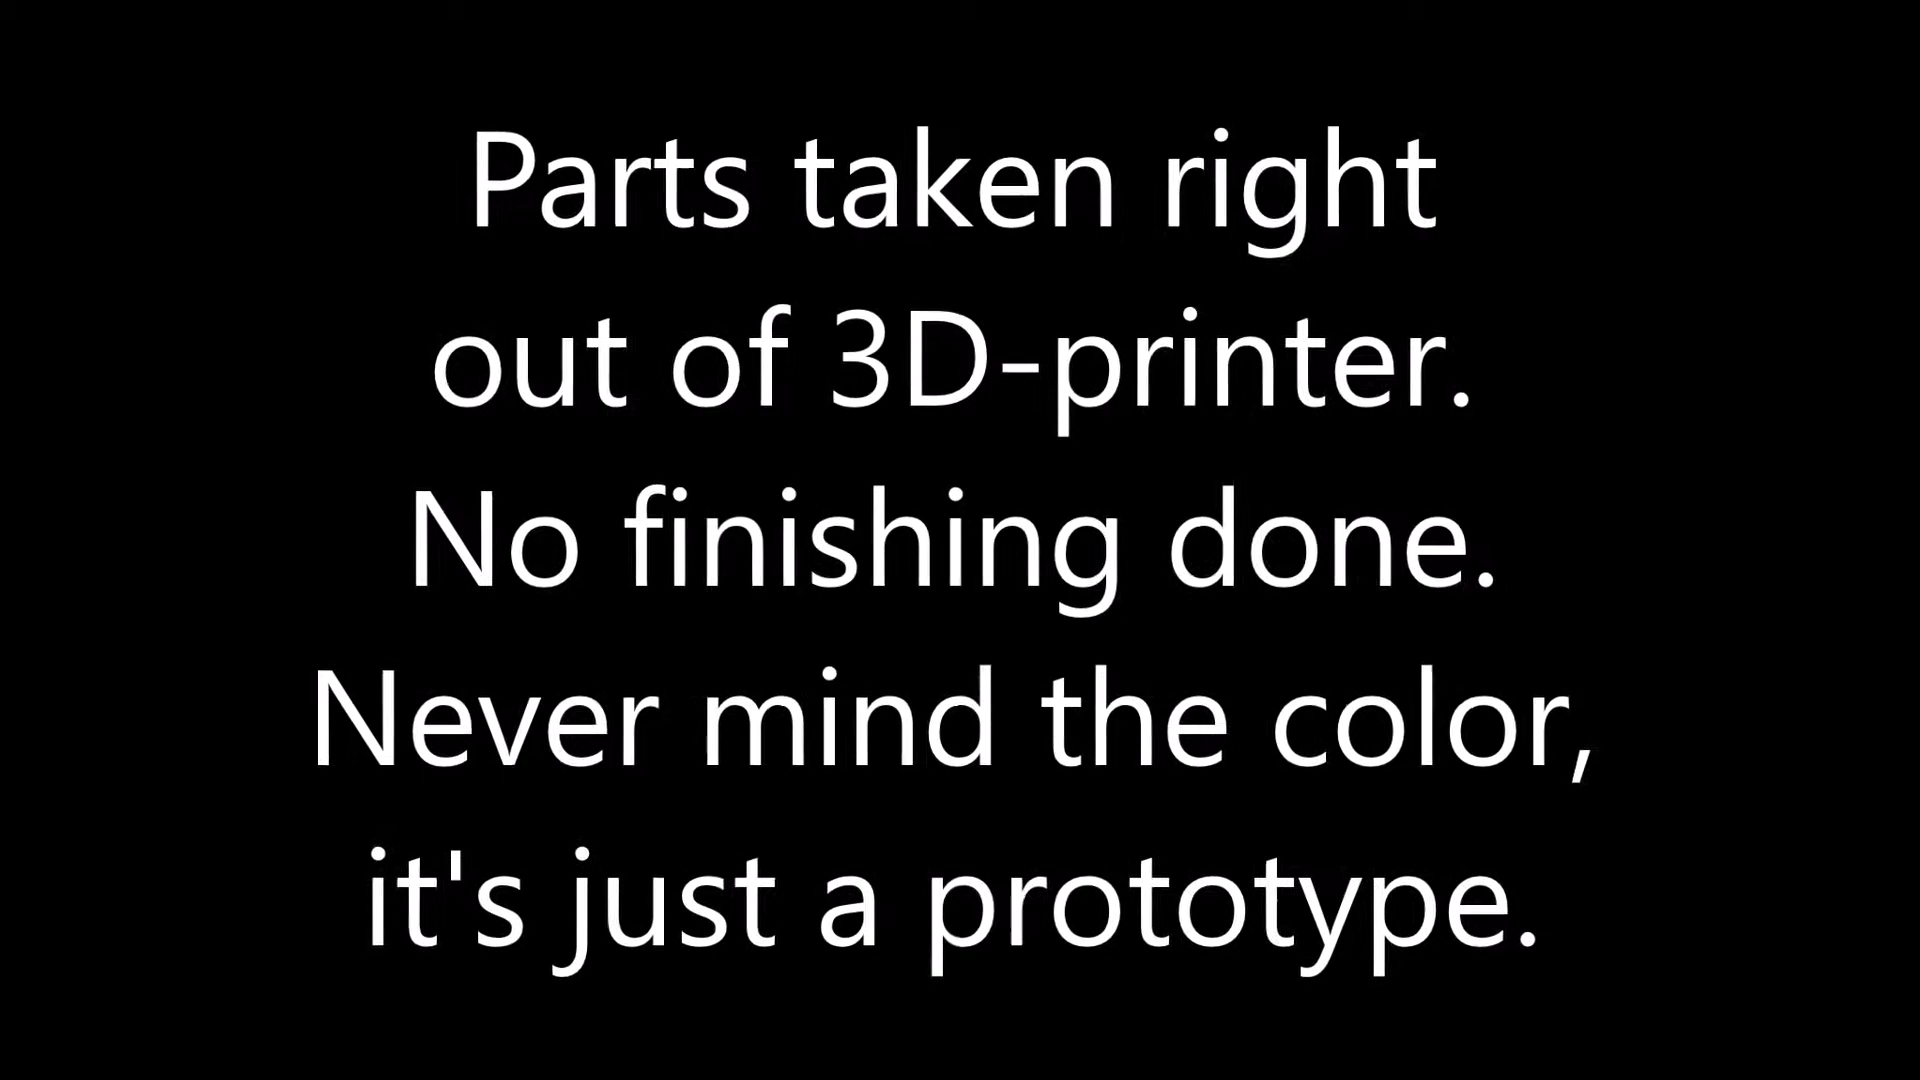 Parts taken right
out of 3D-printer.
No finishing done.
Never mind the color,
it's just a prototype.